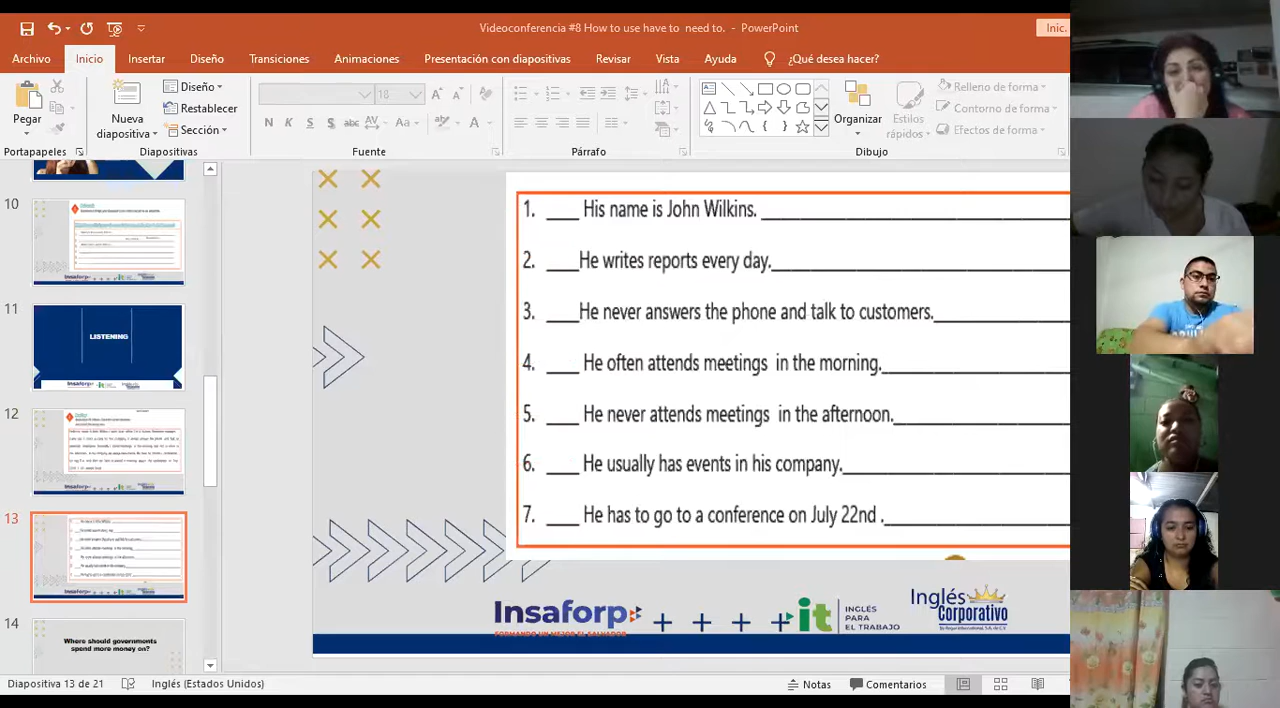 Videoconferencia #8 How to use have to  need to.  -  PowerPoint
Inic.
Archivo Inicio Insertar Diseño Transiciones Animaciones Presentación con diapositivas Revisar Vista Ayuda ¿Qué desea hacer?
Pegar
Nueva diapositiva
Diseño
Restablecer
Sección
18
N K S S abc AV Aa A
Organizar
Estilos rápidos
Relleno de forma
Contorno de forma
Efectos de forma
Portapapeles Diapositivas Fuente Párrafo Dibujo
10
11
LISTENING
12
13
14
Where should governments
spend more money on?
1. ___ His name is John Wilkins. ___
2. ___He writes reports every day.___
3. ___He never answers the phone and talk to customers.___
4. ___ He often attends meetings  in the morning.___
5. ___ He never attends meetings  in the afternoon.___
6. ___ He usually has events in his company.___
7. ___ He has to go to a conference on July 22nd .___
Insaforp
FORMANDO UN MEJOR EL SALVADOR
it
INGLÉS
PARA
EL TRABAJO
Inglés
Corporativo
Diapositiva 13 de 21 Inglés (Estados Unidos) Notas Comentarios